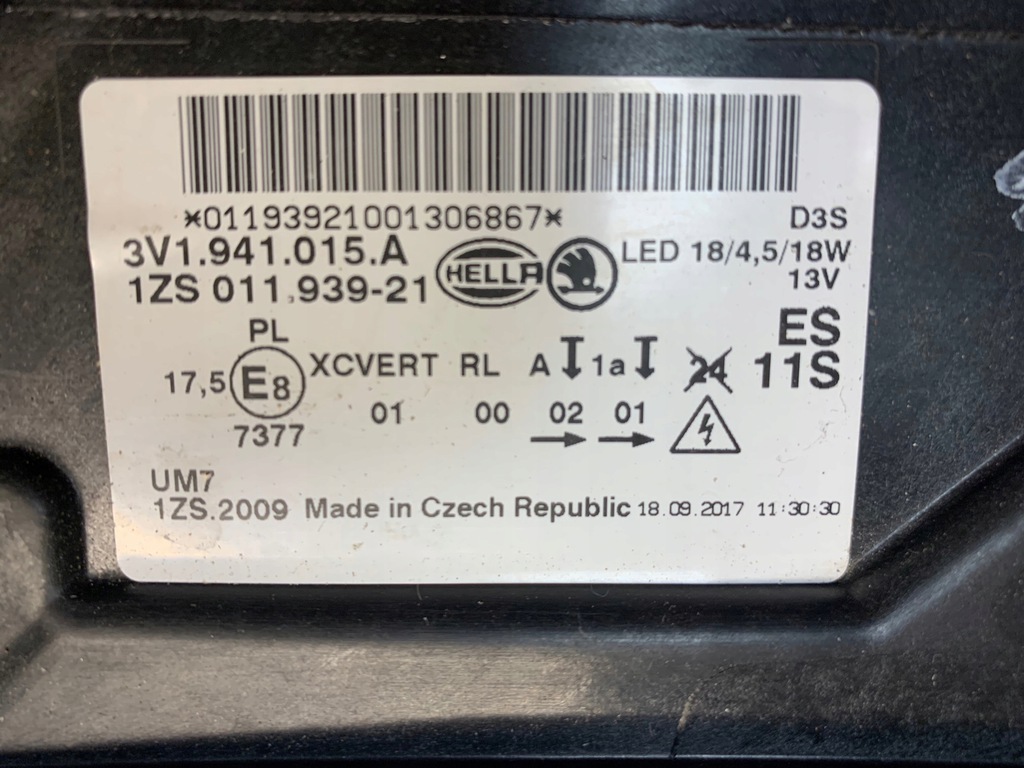 *01193921001306867*
D3S
3V1.941.015.A
HELLA
LED 18/4,5/18W
1ZS 011.939-21
13V
PL
ES
17,5 E8 XCVERT RL A 1a 24 11S
7377 01 00 02 01
UM7
1ZS.2009 Made in Czech Republic 18.09.2017 11:30:30